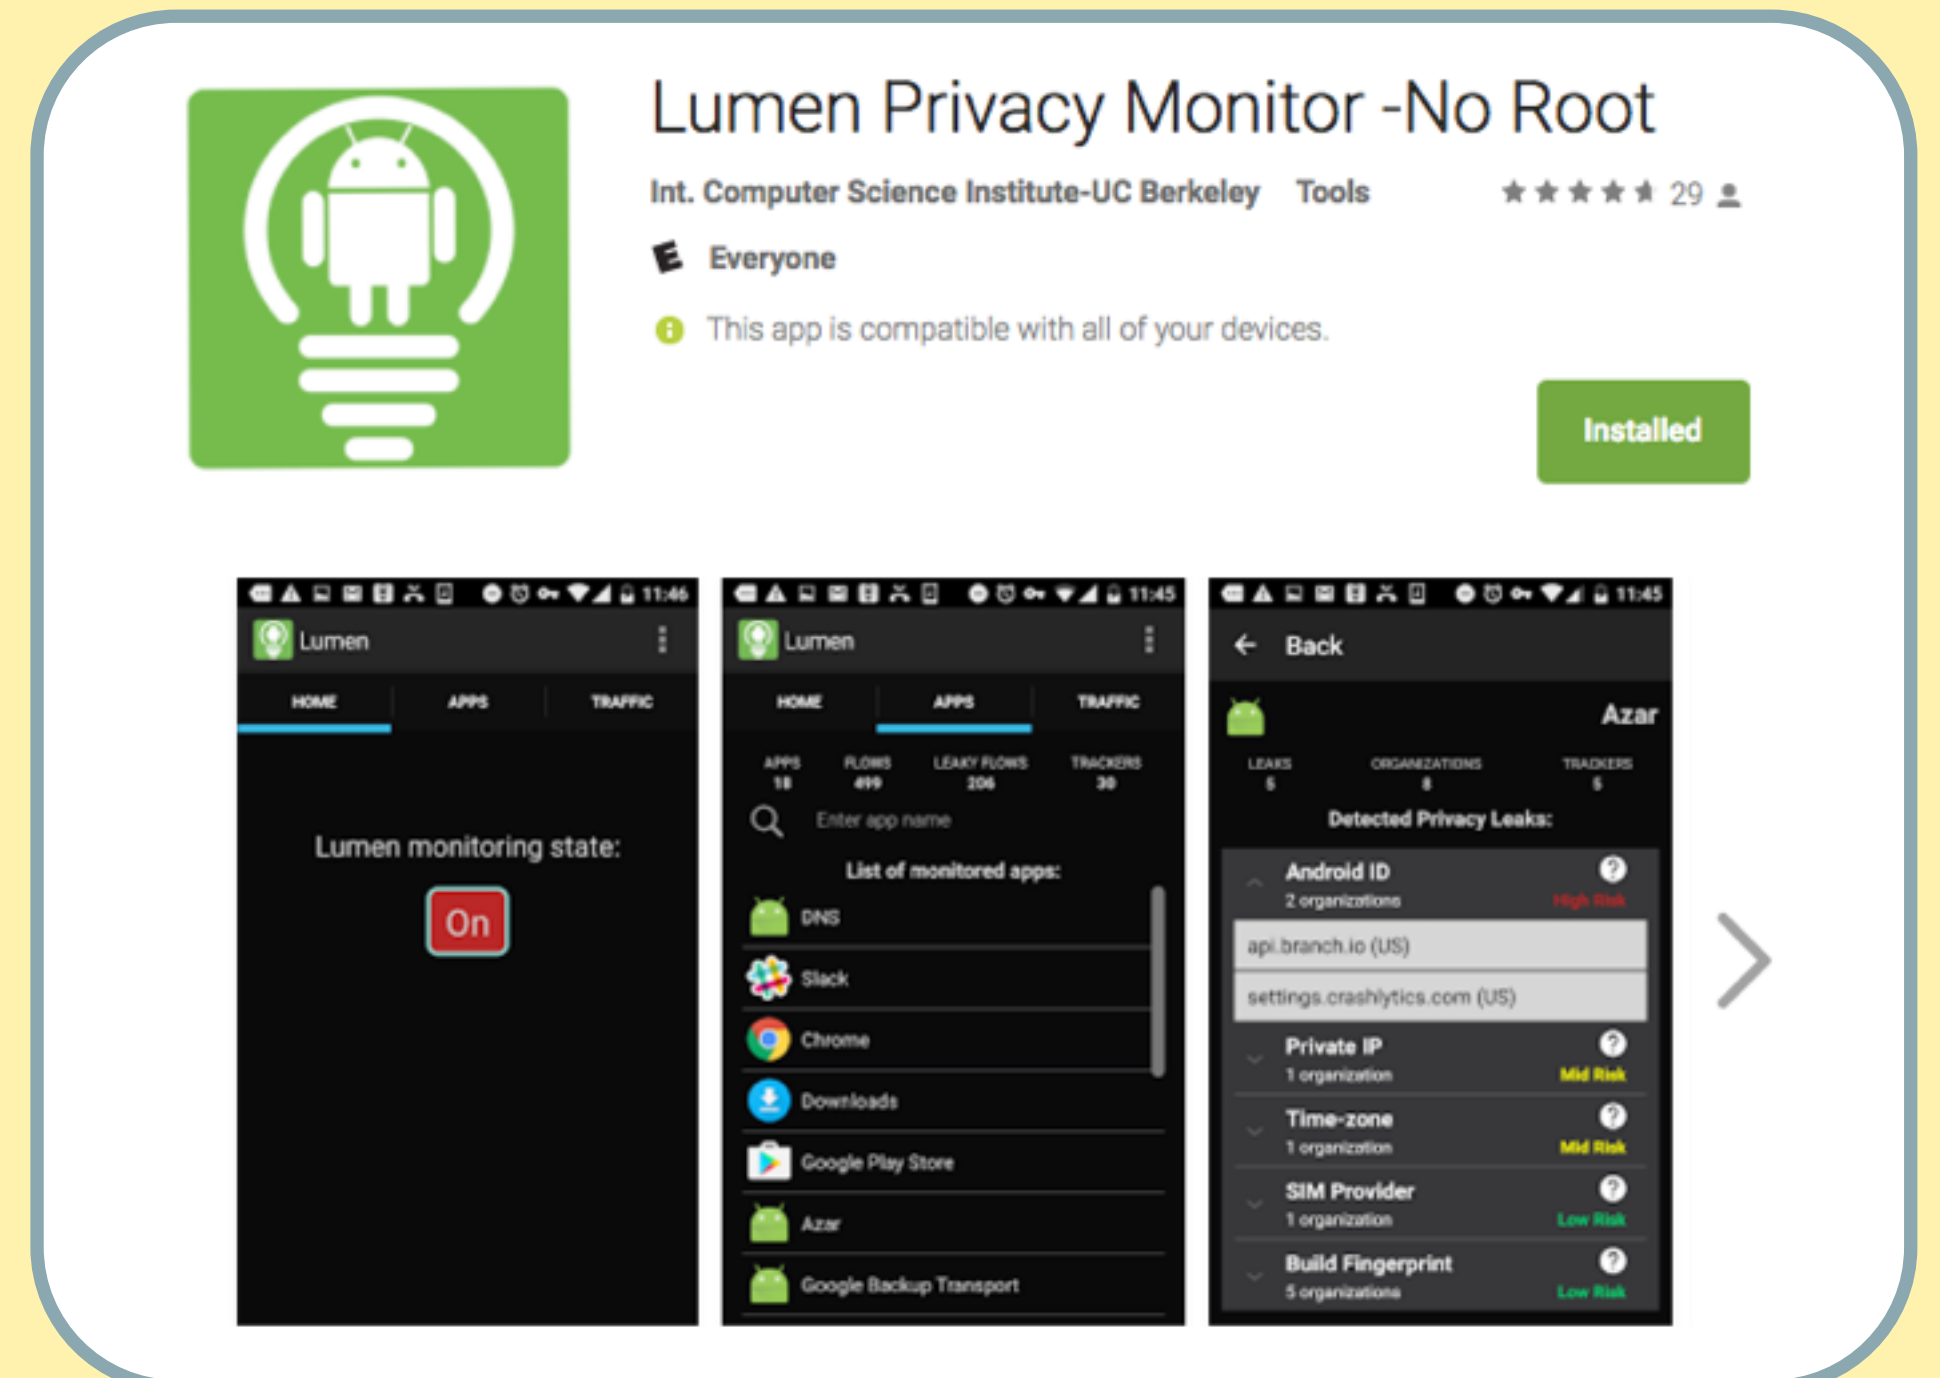 Lumen Privacy Monitor -No Root
Int. Computer Science Institute-UC Berkeley Tools 29
E Everyone
This app is compatible with all of your devices.
Installed
11:46
Lumen
HOME APPS TRAFFIC
Lumen monitoring state:
On
11:45
Lumen
HOME APPS TRAFFIC
APPS FLOWS LEAKY FLOWS TRACKERS
18 499 206 30
Enter app name
List of monitored apps:
DNS
Slack
Chrome
Downloads
Google Play Store
Azar
Google Backup Transport
11:45
Back
Azar
LEAKS ORGANIZATIONS TRACKERS
5 8 5
Detected Privacy Leaks:
Android ID ?
2 organizations High Risk
api.branch.io (US)
settings.crashlytics.com (US)
Private IP ?
1 organization Mid Risk
Time-zone ?
1 organization Mid Risk
SIM Provider ?
1 organization Low Risk
Build Fingerprint ?
5 organizations Low Risk